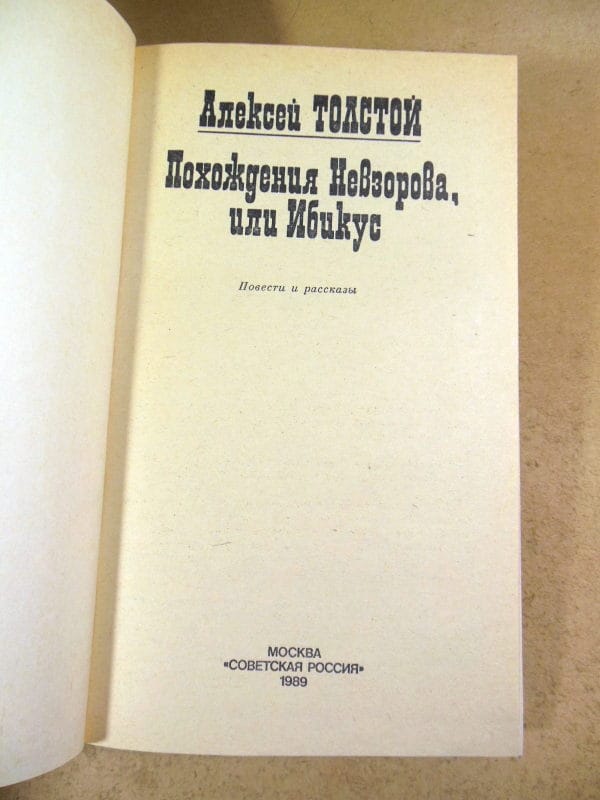 Алексей ТОЛСТОЙ
Похождения Невзорова,
или Ибикус
Повести и рассказы
МОСКВА
«СОВЕТСКАЯ РОССИЯ»
1989